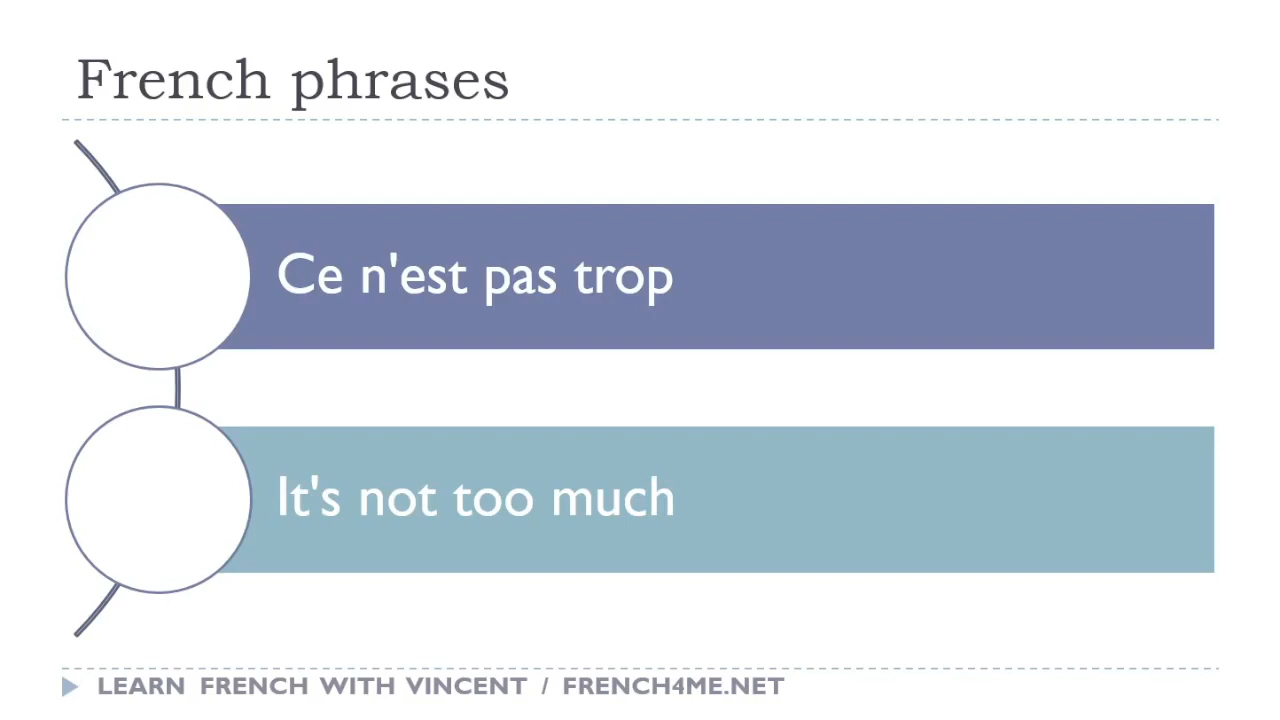 French phrases
Ce n'est pas trop
It's not too much
LEARN FRENCH WITH VINCENT / FRENCH4ME.NET